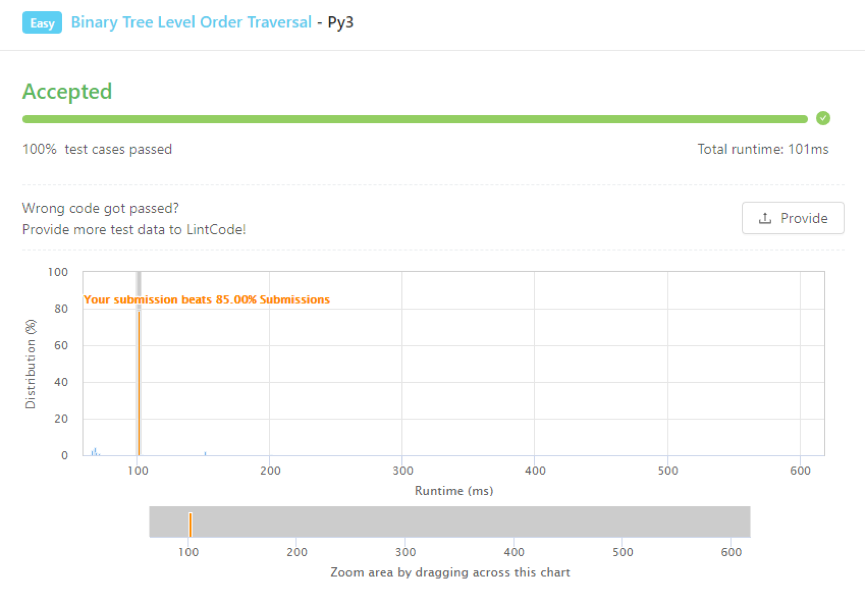 Easy Binary Tree Level Order Traversal - Py3
Accepted
100% test cases passed
Total runtime: 101ms
Wrong code got passed?
Provide more test data to LintCode!
Provide
100
80
60
40
20
0
Distribution (%)
Your submission beats 85.00% Submissions
100 200 300 400 500 600
Runtime (ms)
100 200 300 400 500 600
Zoom area by dragging across this chart